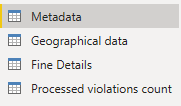 Metadata
Geographical data
Fine Details
Processed violations count